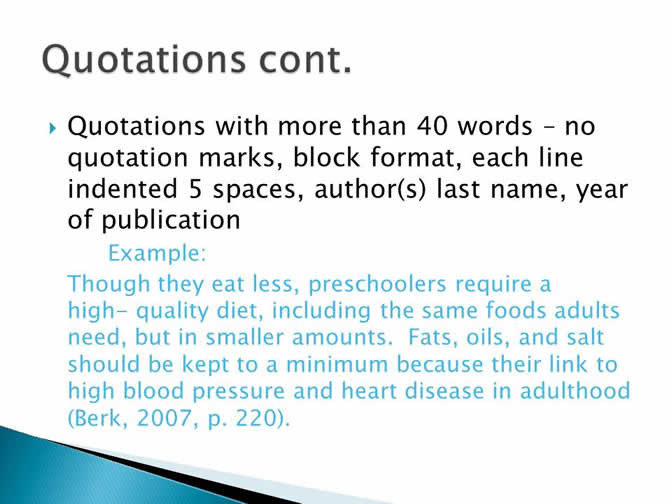 Quotations cont.
Quotations with more than 40 words – no
quotation marks, block format, each line
indented 5 spaces, author(s) last name, year
of publication
Example:
Though they eat less, preschoolers require a
high- quality diet, including the same foods adults
need, but in smaller amounts.  Fats, oils, and salt
should be kept to a minimum because their link to
high blood pressure and heart disease in adulthood
(Berk, 2007, p. 220).